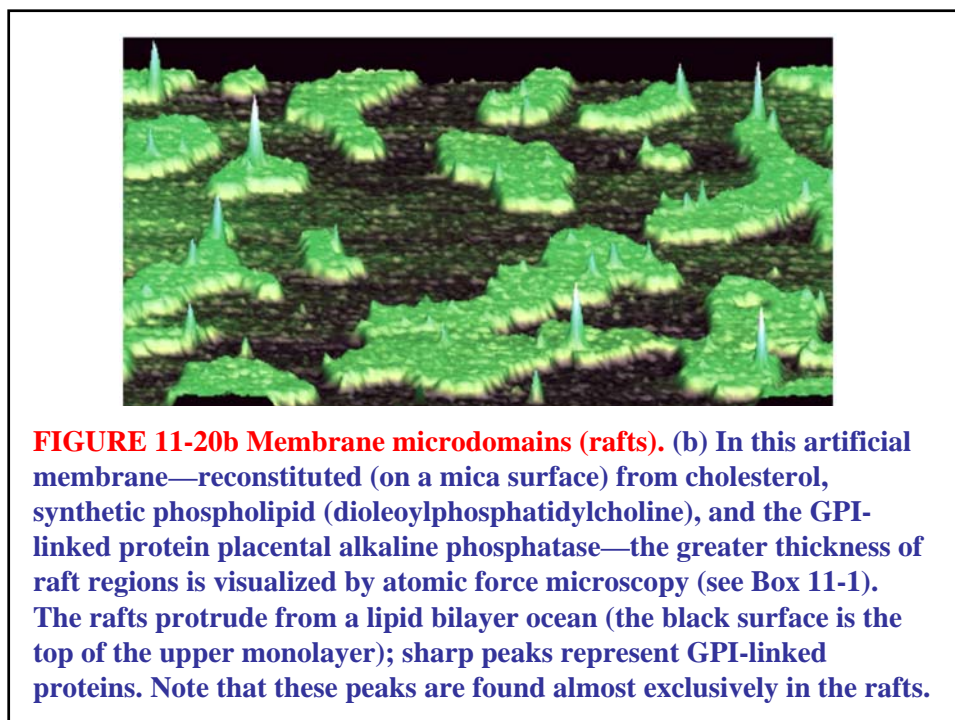 FIGURE 11-20b Membrane microdomains (rafts). (b) In this artificial
membrane—reconstituted (on a mica surface) from cholesterol,
synthetic phospholipid (dioleoylphosphatidylcholine), and the GPI-
linked protein placental alkaline phosphatase—the greater thickness of
raft regions is visualized by atomic force microscopy (see Box 11-1).
The rafts protrude from a lipid bilayer ocean (the black surface is the
top of the upper monolayer); sharp peaks represent GPI-linked
proteins. Note that these peaks are found almost exclusively in the rafts.